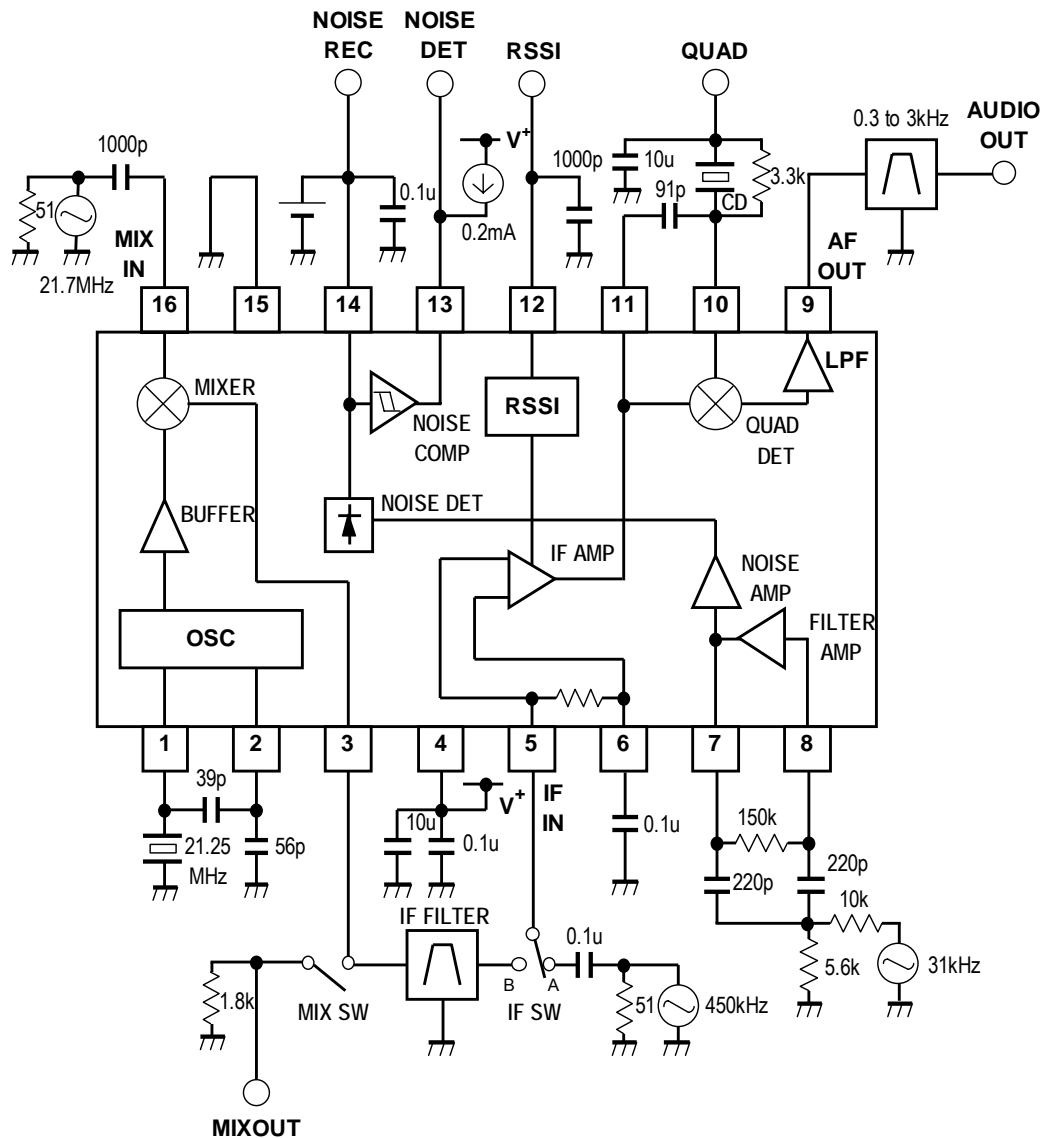 NOISE
REC
NOISE
DET
RSSI
QUAD
0.3 to 3kHz
AUDIO
OUT
1000p
51
MIX
IN
21.7MHz
0.1u
V+
0.2mA
1000p
10u
91p
CD
3.3k
AF
OUT
16
15
14
13
12
11
10
9
MIXER
NOISE
COMP
RSSI
QUAD
DET
LPF
BUFFER
NOISE DET
IF AMP
NOISE
AMP
FILTER
AMP
OSC
1
2
3
4
5
6
7
8
39p
21.25
MHz
56p
10u
0.1u
V+
IF
IN
0.1u
150k
220p
220p
10k
5.6k
31kHz
IF FILTER
0.1u
1.8k
MIX SW
B
A
IF SW
51
450kHz
MIXOUT